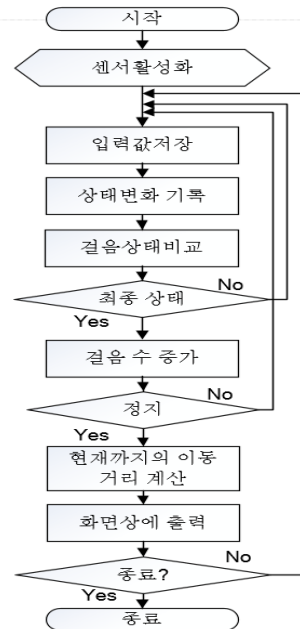 시작
센서활성화
입력값저장
상태변화 기록
걸음상태비교
최종 상태
No
Yes
걸음 수 증가
정지
No
Yes
현재까지의 이동
거리 계산
화면상에 출력
종료?
No
Yes
종료